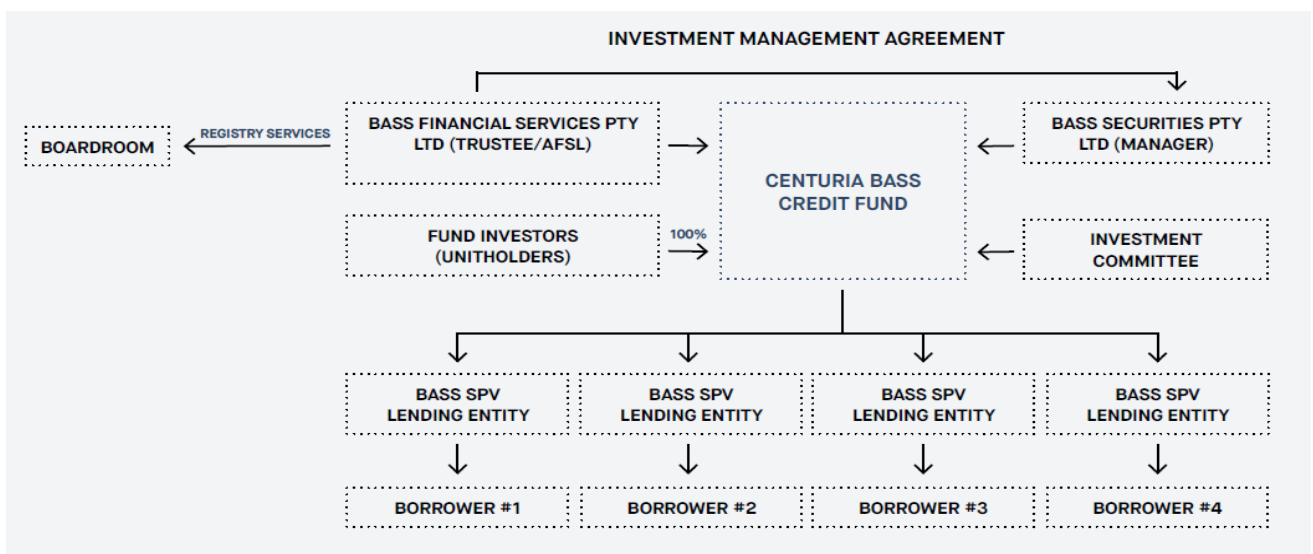 INVESTMENT MANAGEMENT AGREEMENT
BOARDROOM
REGISTRY SERVICES
BASS FINANCIAL SERVICES PTY
LTD (TRUSTEE/AFSL)
CENTURIA BASS
CREDIT FUND
BASS SECURITIES PTY
LTD (MANAGER)
FUND INVESTORS
(UNITHOLDERS)
100%
INVESTMENT
COMMITTEE
BASS SPV
LENDING ENTITY
BASS SPV
LENDING ENTITY
BASS SPV
LENDING ENTITY
BASS SPV
LENDING ENTITY
BORROWER #1
BORROWER #2
BORROWER #3
BORROWER #4